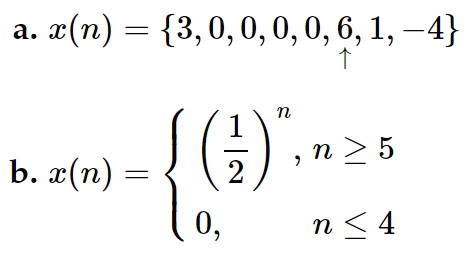 a. x(n) = {3, 0, 0, 0, 0, 6, 1, −4}
↑
b. x(n) = { (1/2)^n, n ≥ 5
0, n ≤ 4